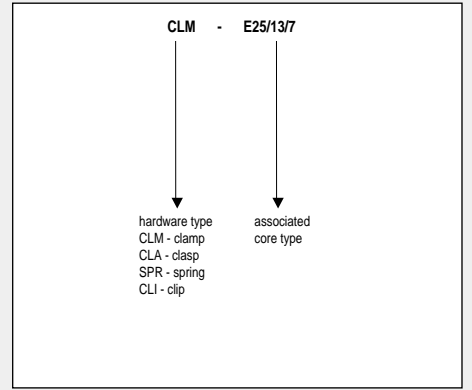 CLM - E25/13/7
hardware type
CLM - clamp
CLA - clasp
SPR - spring
CLI - clip
associated
core type